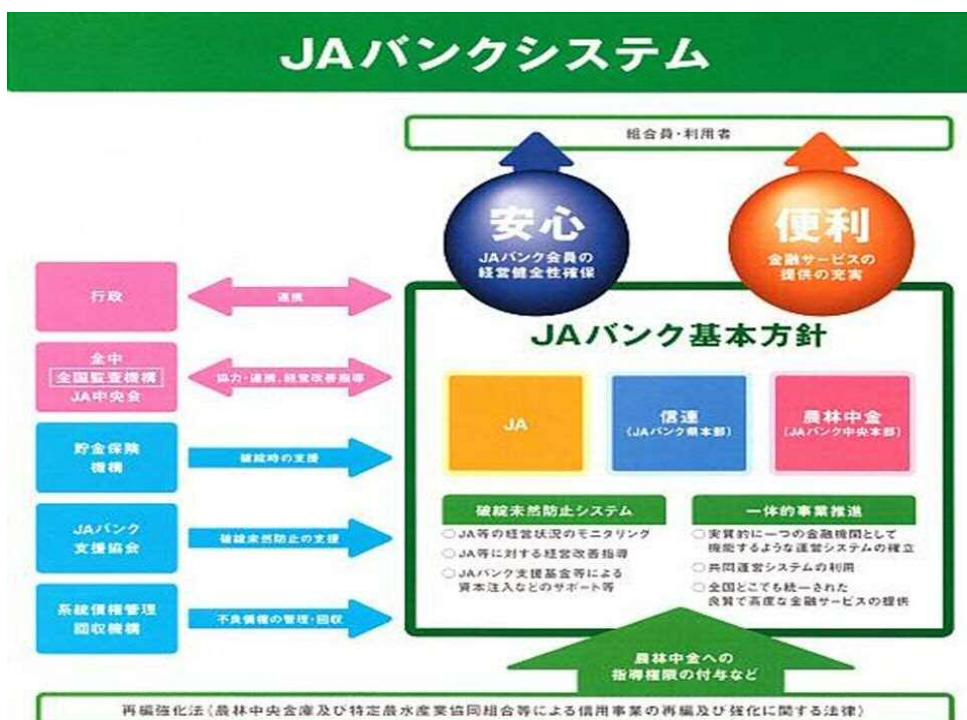 JAバンクシステム
組合員・利用者
安心
JAバンク会員の
経営健全性確保
便利
金融サービスの
提供の充実
行政
連携
全中
全国監査機構
JA中央会
協力・連携、経営改善指導
貯金保険
機構
破綻時の支援
JAバンク
支援協会
破綻未然防止の支援
系統債権管理
回収機構
不良債権の管理・回収
JAバンク基本方針
JA
信連
(JAバンク県本部)
農林中金
(JAバンク中央本部)
破綻未然防止システム
○JA等の経営状況のモニタリング
○JA等に対する経営改善指導
○JAバンク支援基金等による
資本注入などのサポート等
一体的事業推進
○実質的に一つの金融機関として
機能するような運営システムの確立
○共同運営システムの利用
○全国どこでも統一された
良質で高度な金融サービスの提供
農林中金への
指導権限の付与など
再編強化法(農林中央金庫及び特定農水産業協同組合等による信用事業の再編及び強化に関する法律)